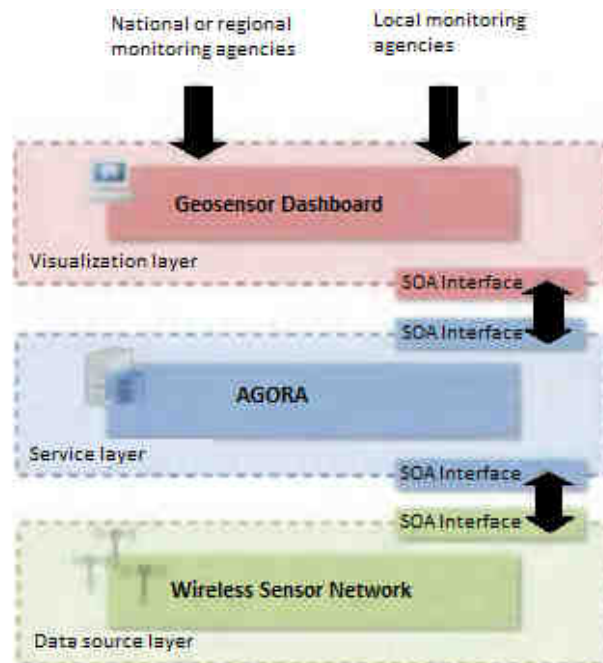 National or regional
monitoring agencies
Local monitoring
agencies
Geosensor Dashboard
Visualization layer
SOA Interface
SOA Interface
AGORA
Service layer
SOA Interface
SOA Interface
Wireless Sensor Network
Data source layer